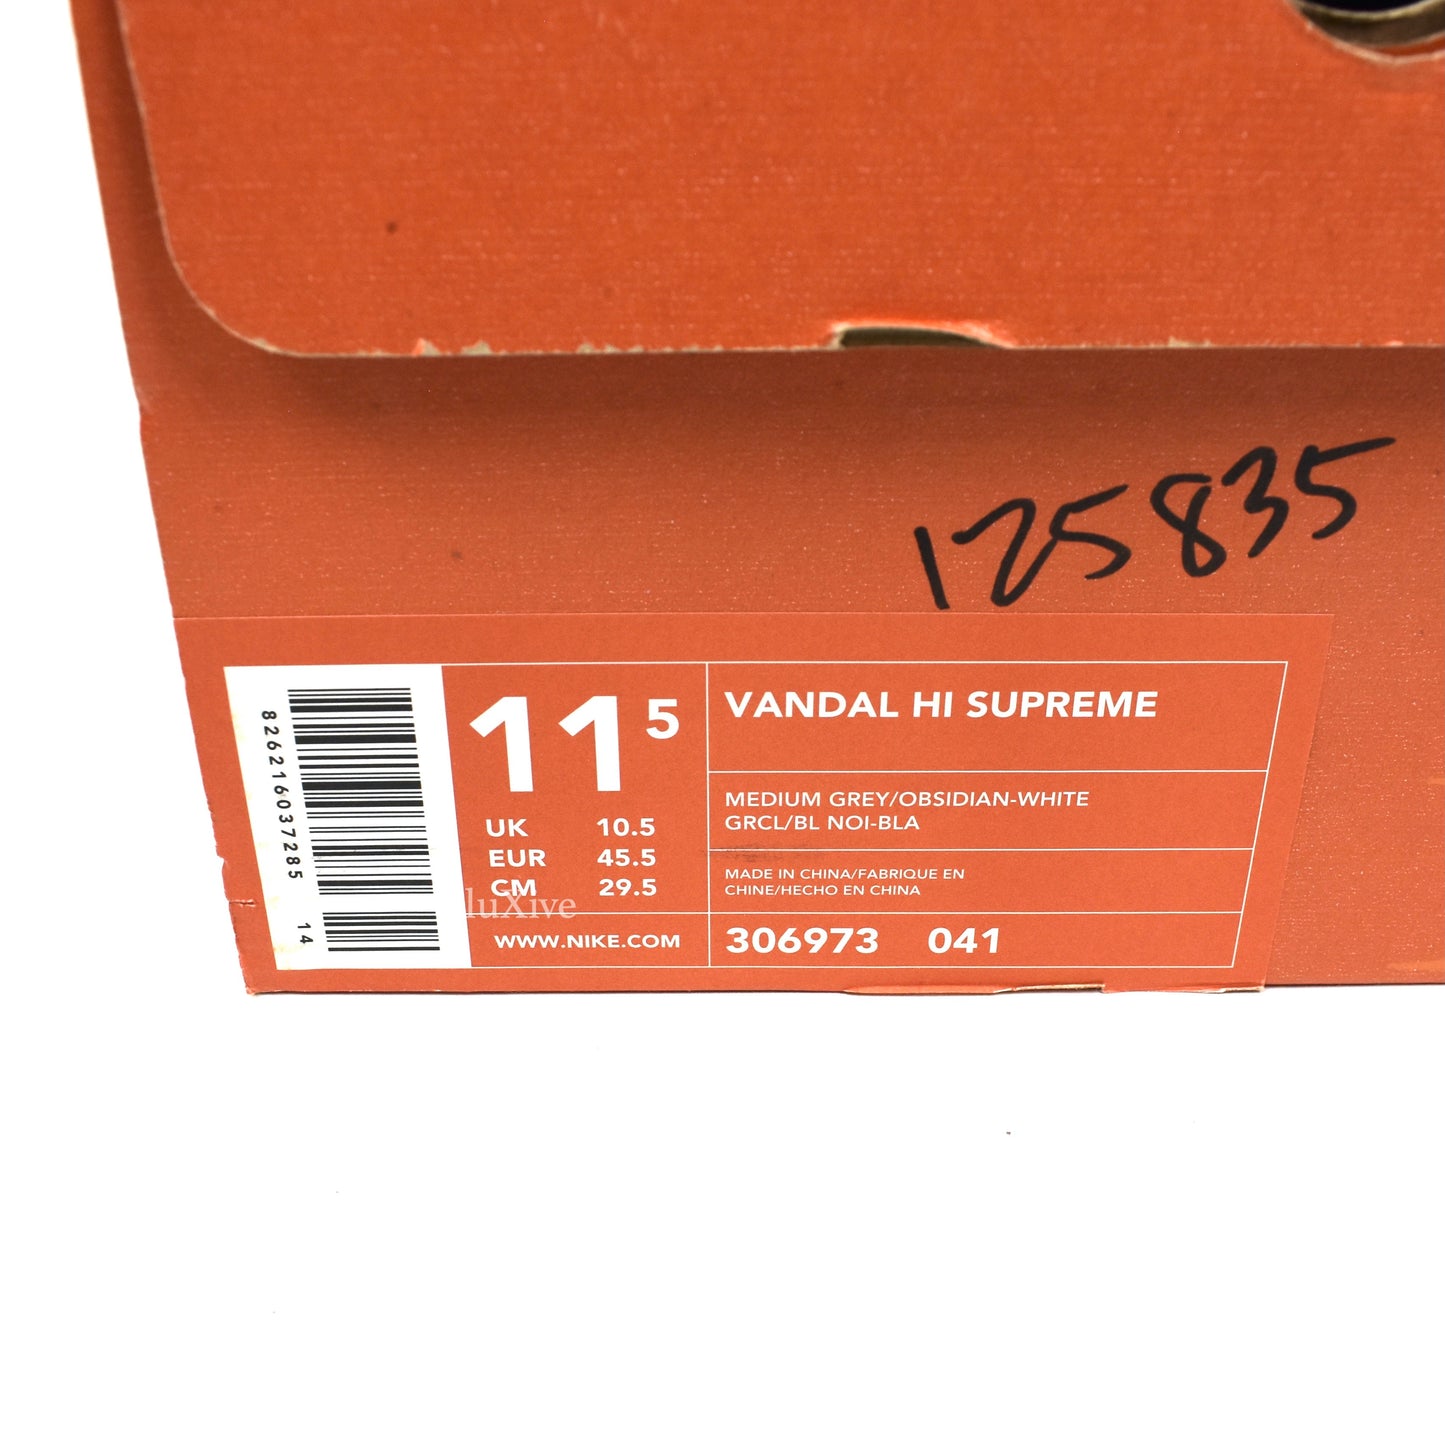 125835
826216037285
14
11 5
UK 10.5
EUR 45.5
CM 29.5
luXive
WWW.NIKE.COM
VANDAL HI SUPREME
MEDIUM GREY/OBSIDIAN-WHITE
GRCL/BL NOI-BLA
MADE IN CHINA/FABRIQUE EN
CHINE/HECHO EN CHINA
306973 041